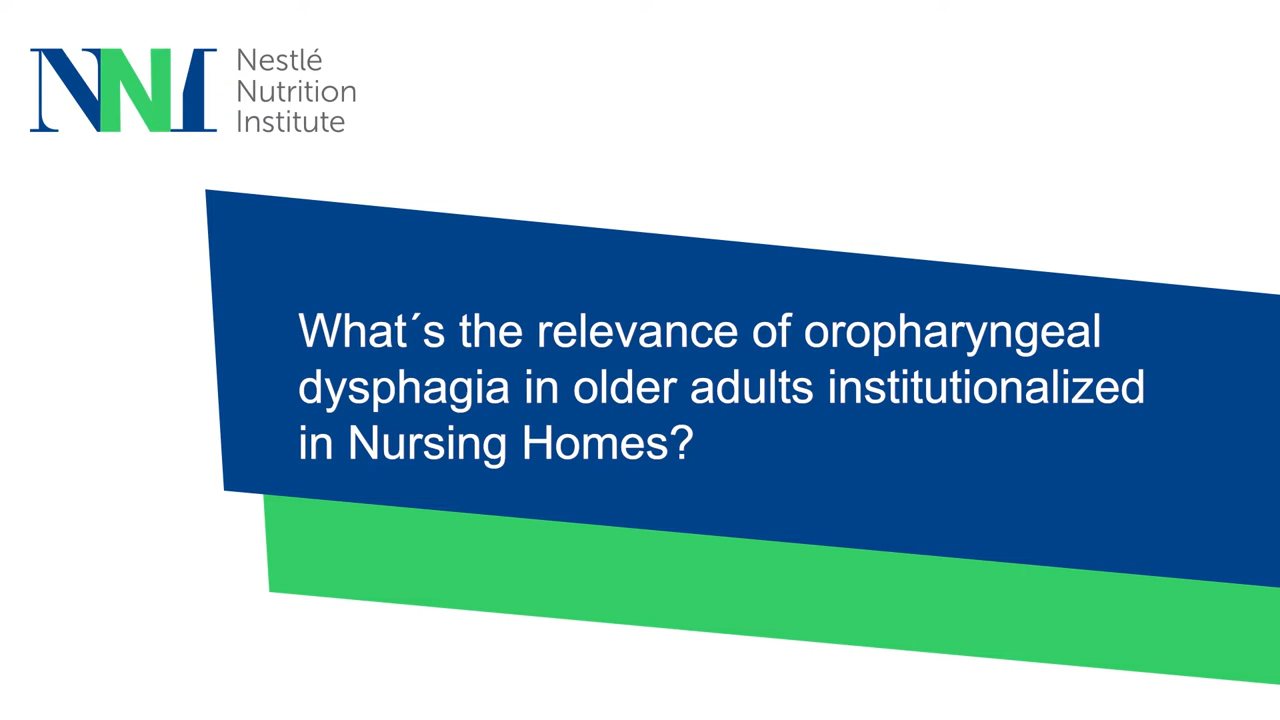 NNI
Nestlé
Nutrition
Institute
What´s the relevance of oropharyngeal
dysphagia in older adults institutionalized
in Nursing Homes?